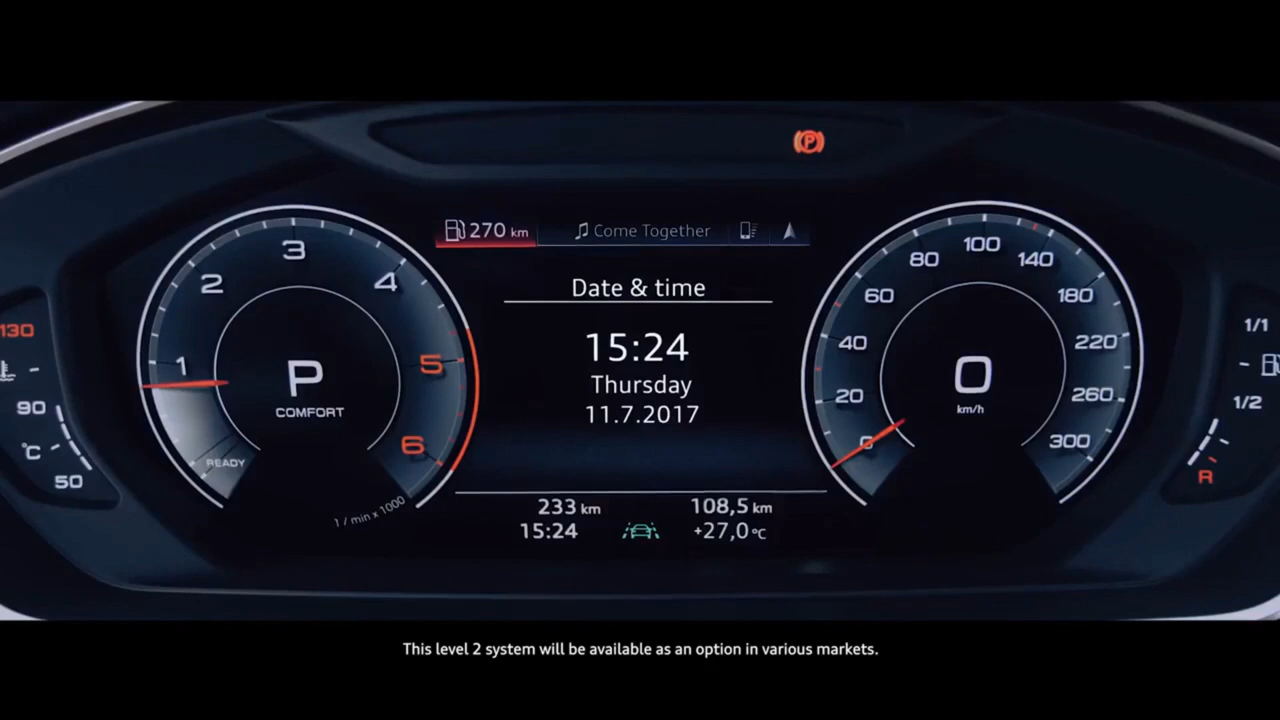 270 km
Come Together
Date & time
15:24
Thursday
11.7.2017
233 km
108,5 km
15:24
+27,0 °C
1
2
3
4
5
6
READY
P
COMFORT
1 / min x 1000
0
20
40
60
80
100
140
180
220
260
300
0
km/h
130
90
°C
50
1/1
1/2
R
P
This level 2 system will be available as an option in various markets.